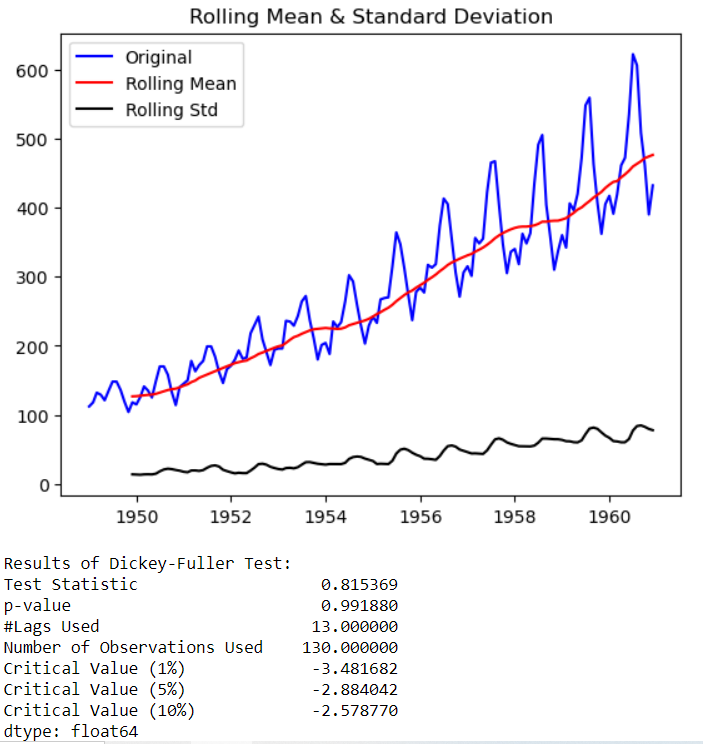 Rolling Mean & Standard Deviation
Original
Rolling Mean
Rolling Std
600
500
400
300
200
100
0
1950 1952 1954 1956 1958 1960
Results of Dickey-Fuller Test:
Test Statistic 0.815369
p-value 0.991880
#Lags Used 13.000000
Number of Observations Used 130.000000
Critical Value (1%) -3.481682
Critical Value (5%) -2.884042
Critical Value (10%) -2.578770
dtype: float64